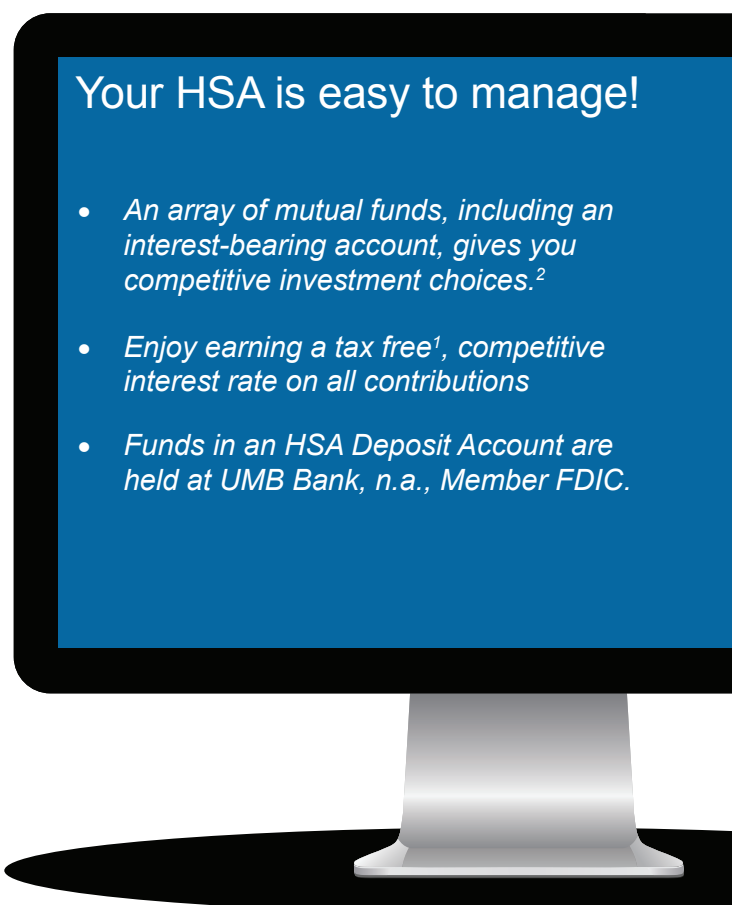 Your HSA is easy to manage!
• An array of mutual funds, including an
interest-bearing account, gives you
competitive investment choices.²
• Enjoy earning a tax free¹, competitive
interest rate on all contributions
• Funds in an HSA Deposit Account are
held at UMB Bank, n.a., Member FDIC.